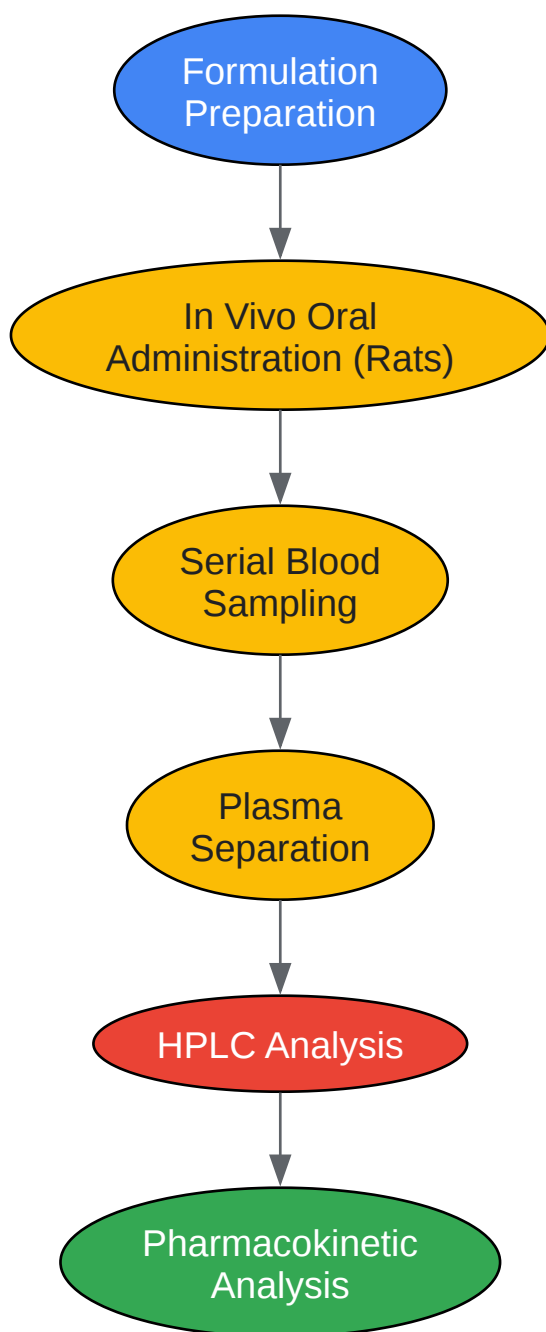 Formulation
Preparation
In Vivo Oral
Administration (Rats)
Serial Blood
Sampling
Plasma
Separation
HPLC Analysis
Pharmacokinetic
Analysis